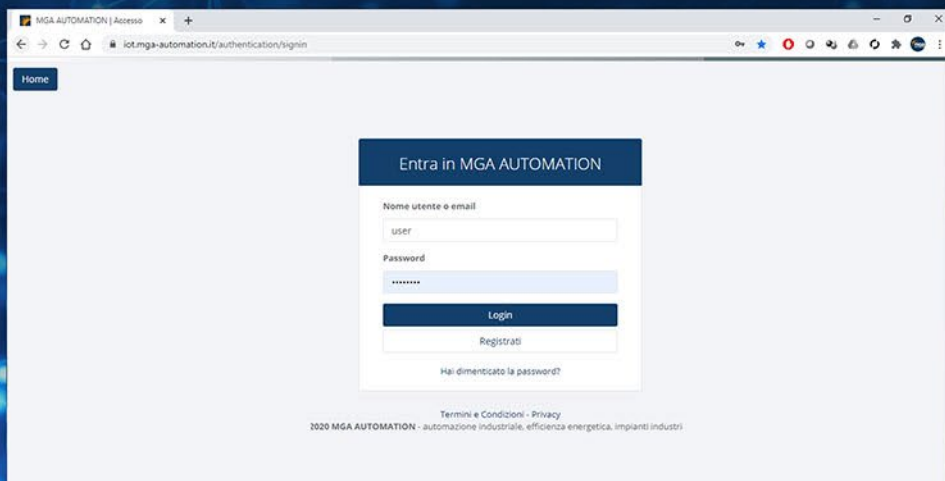 MGA AUTOMATION | Accesso
iot.mga-automation.it/authentication/signin
Home
Entra in MGA AUTOMATION
Nome utente o email
user
Password
Login
Registrati
Hai dimenticato la password?
Termini e Condizioni - Privacy
2020 MGA AUTOMATION - automazione industriale, efficienza energetica, impianti industri